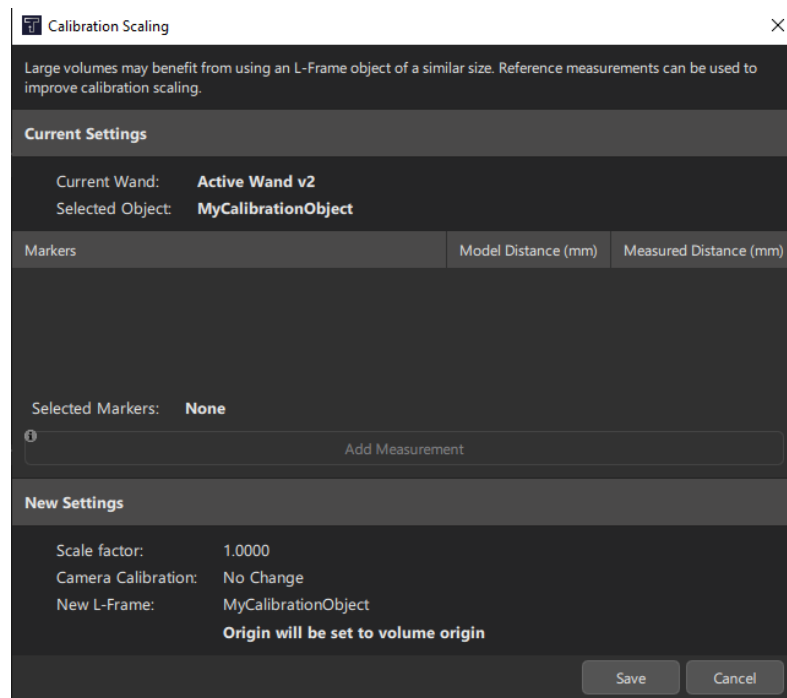 Calibration Scaling
Large volumes may benefit from using an L-Frame object of a similar size. Reference measurements can be used to
improve calibration scaling.
Current Settings
Current Wand: Active Wand v2
Selected Object: MyCalibrationObject
Markers Model Distance (mm) Measured Distance (mm)
Selected Markers: None
Add Measurement
New Settings
Scale factor: 1.0000
Camera Calibration: No Change
New L-Frame: MyCalibrationObject
Origin will be set to volume origin
Save Cancel